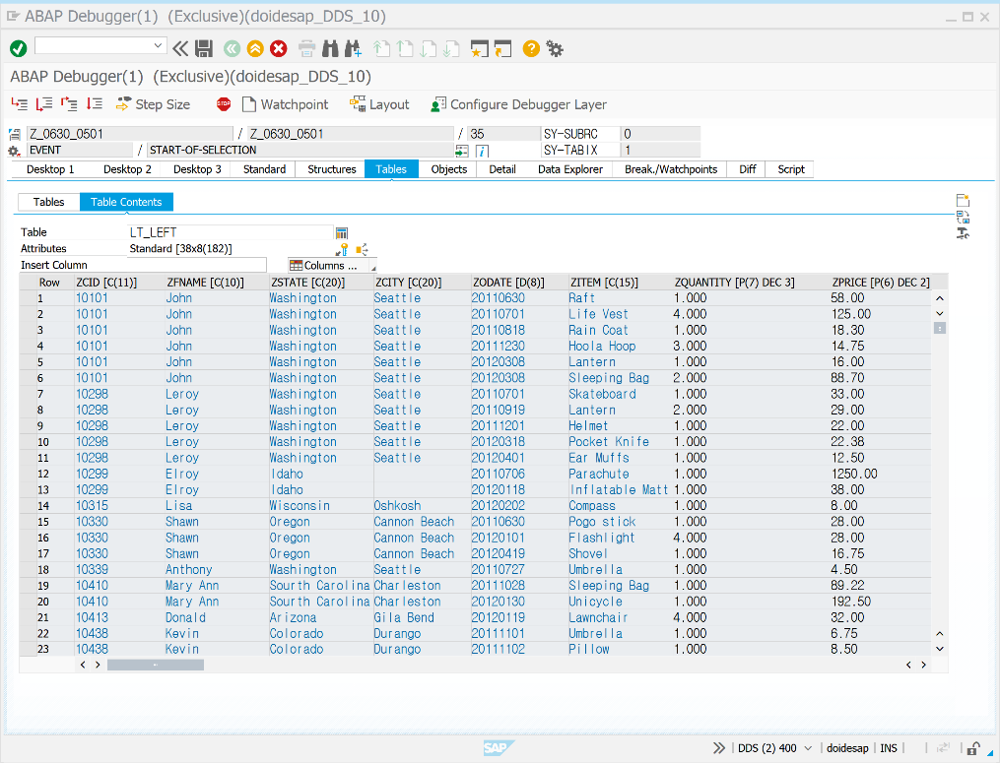 ABAP Debugger(1) (Exclusive)(doidesap_DDS_10)
ABAP Debugger(1) (Exclusive)(doidesap_DDS_10)
Step Size STOP Watchpoint Layout Configure Debugger Layer
Z_0630_0501 / Z_0630_0501 / 35 SY-SUBRC 0
EVENT / START-OF-SELECTION SY-TABIX 1
Desktop 1 Desktop 2 Desktop 3 Standard Structures Tables Objects Detail Data Explorer Break./Watchpoints Diff Script
Tables Table Contents
Table LT_LEFT
Attributes Standard [38x8(182)]
Insert Column Columns ...
Row ZCID [C(11)] ZFNAME [C(10)] ZSTATE [C(20)] ZCITY [C(20)] ZODATE [D(8)] ZITEM [C(15)] ZQUANTITY [P(7) DEC 3] ZPRICE [P(6) DEC 2]
1 10101 John Washington Seattle 20110630 Raft 1.000 58.00
2 10101 John Washington Seattle 20110701 Life Vest 4.000 125.00
3 10101 John Washington Seattle 20110818 Rain Coat 1.000 18.30
4 10101 John Washington Seattle 20111230 Hoola Hoop 3.000 14.75
5 10101 John Washington Seattle 20120308 Lantern 1.000 16.00
6 10101 John Washington Seattle 20120308 Sleeping Bag 2.000 88.70
7 10298 Leroy Washington Seattle 20110701 Skateboard 1.000 33.00
8 10298 Leroy Washington Seattle 20110919 Lantern 2.000 29.00
9 10298 Leroy Washington Seattle 20111201 Helmet 1.000 22.00
10 10298 Leroy Washington Seattle 20120318 Pocket Knife 1.000 22.38
11 10298 Leroy Washington Seattle 20120401 Ear Muffs 1.000 12.50
12 10299 Elroy Idaho 20110706 Parachute 1.000 1250.00
13 10299 Elroy Idaho 20120118 Inflatable Matt 1.000 38.00
14 10315 Lisa Wisconsin Oshkosh 20120202 Compass 1.000 8.00
15 10330 Shawn Oregon Cannon Beach 20110630 Pogo stick 1.000 28.00
16 10330 Shawn Oregon Cannon Beach 20120101 Flashlight 4.000 28.00
17 10330 Shawn Oregon Cannon Beach 20120419 Shovel 1.000 16.75
18 10339 Anthony Washington Seattle 20110727 Umbrella 1.000 4.50
19 10410 Mary Ann Sourth Carolina Charleston 20111028 Sleeping Bag 1.000 89.22
20 10410 Mary Ann Sourth Carolina Charleston 20120130 Unicycle 1.000 192.50
21 10413 Donald Arizona Gila Bend 20120119 Lawnchair 4.000 32.00
22 10438 Kevin Colorado Durango 20111101 Umbrella 1.000 6.75
23 10438 Kevin Colorado Durango 20111102 Pillow 1.000 8.50
SAP DDS (2) 400 doidesap INS